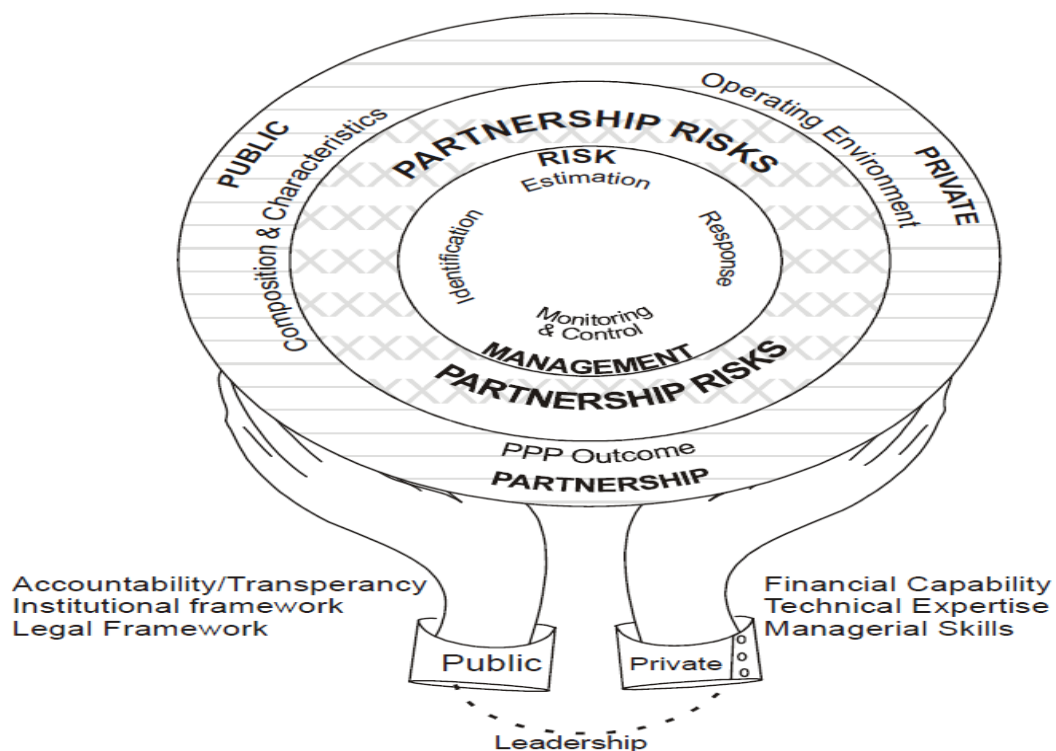 PUBLIC
Composition & Characteristics
Operating Environment
PRIVATE
PARTNERSHIP RISKS
RISK
Estimation
Identification
Response
Monitoring
& Control
MANAGEMENT
PARTNERSHIP RISKS
PPP Outcome
PARTNERSHIP
Accountability/Transperancy
Institutional framework
Legal Framework
Financial Capability
Technical Expertise
Managerial Skills
Public
Private
Leadership